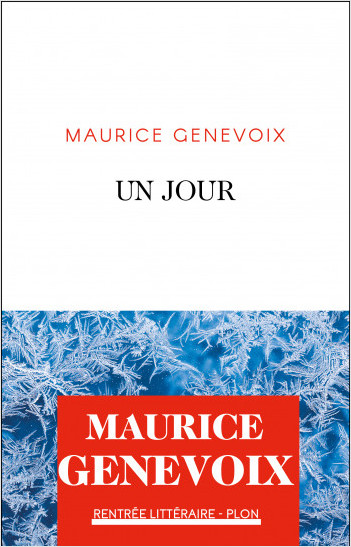 MAURICE GENEVOIX
UN JOUR
MAURICE
GENEVOIX
RENTRÉE LITTÉRAIRE - PLON